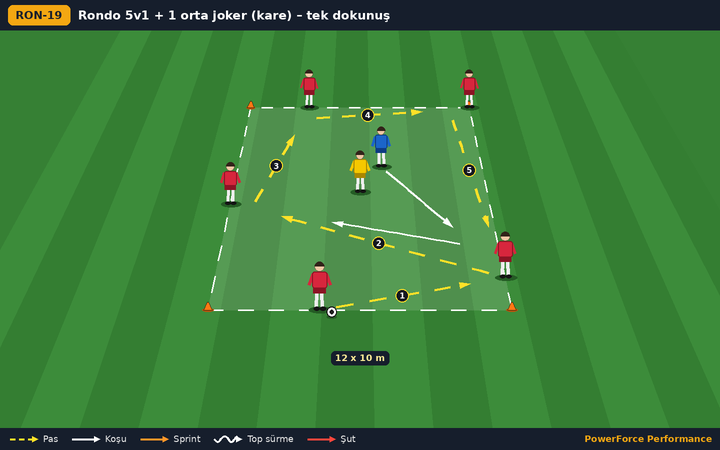 RON-19
Rondo 5v1 + 1 orta joker (kare) – tek dokunuş
4
3
5
2
1
12 x 10 m
Pas
Koşu
Sprint
Top sürme
Şut
PowerForce Performance